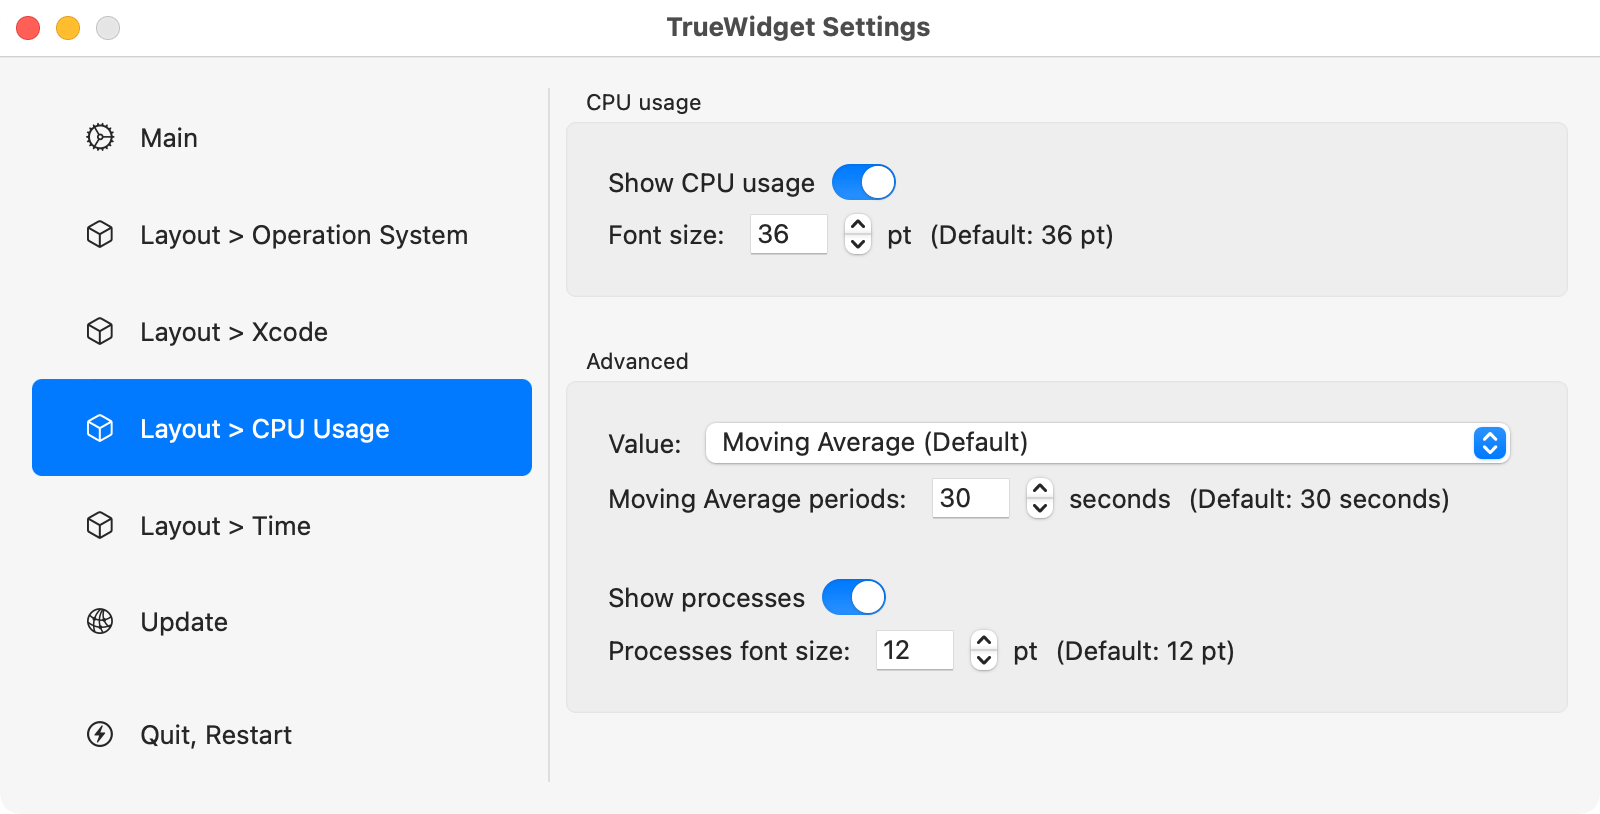 TrueWidget Settings
Main
Layout > Operation System
Layout > Xcode
Layout > CPU Usage
Layout > Time
Update
Quit, Restart
CPU usage
Show CPU usage
Font size: 36 pt (Default: 36 pt)
Advanced
Value: Moving Average (Default)
Moving Average periods: 30 seconds (Default: 30 seconds)
Show processes
Processes font size: 12 pt (Default: 12 pt)